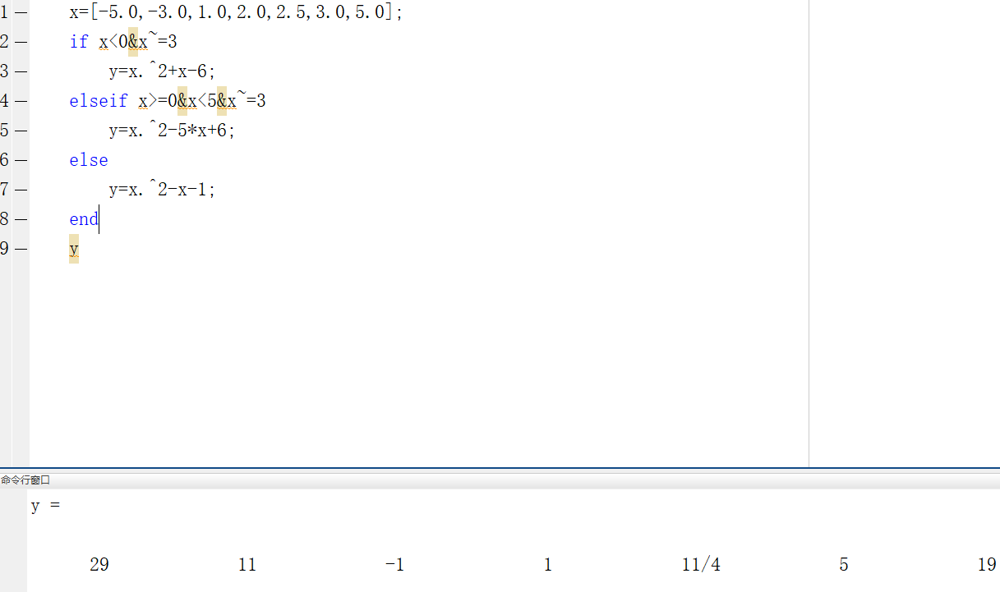 1 — x=[-5.0,-3.0,1.0,2.0,2.5,3.0,5.0];
2 — if x<0&x~=3
3 — y=x.^2+x-6;
4 — elseif x>=0&x<5&x~=3
5 — y=x.^2-5*x+6;
6 — else
7 — y=x.^2-x-1;
8 — end
9 — y
命令行窗口
y =
29 11 -1 1 11/4 5 19